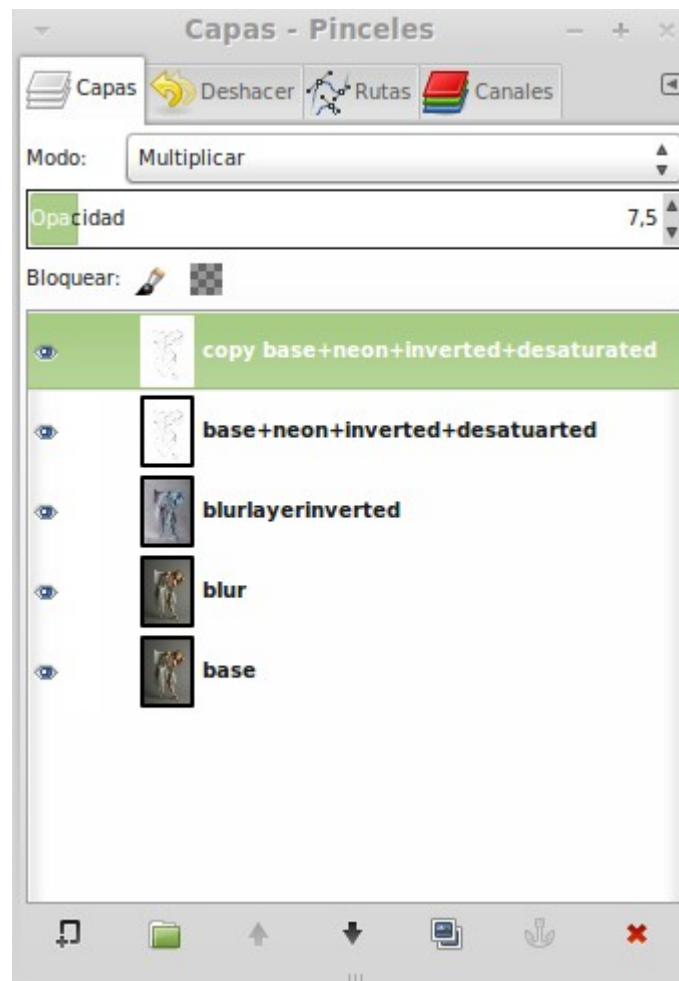 Capas - Pinceles
Capas Deshacer Rutas Canales
Modo: Multiplicar
Opacidad 7,5
Bloquear:
copy base+neon+inverted+desaturated
base+neon+inverted+desatuarted
blurlayerinverted
blur
base